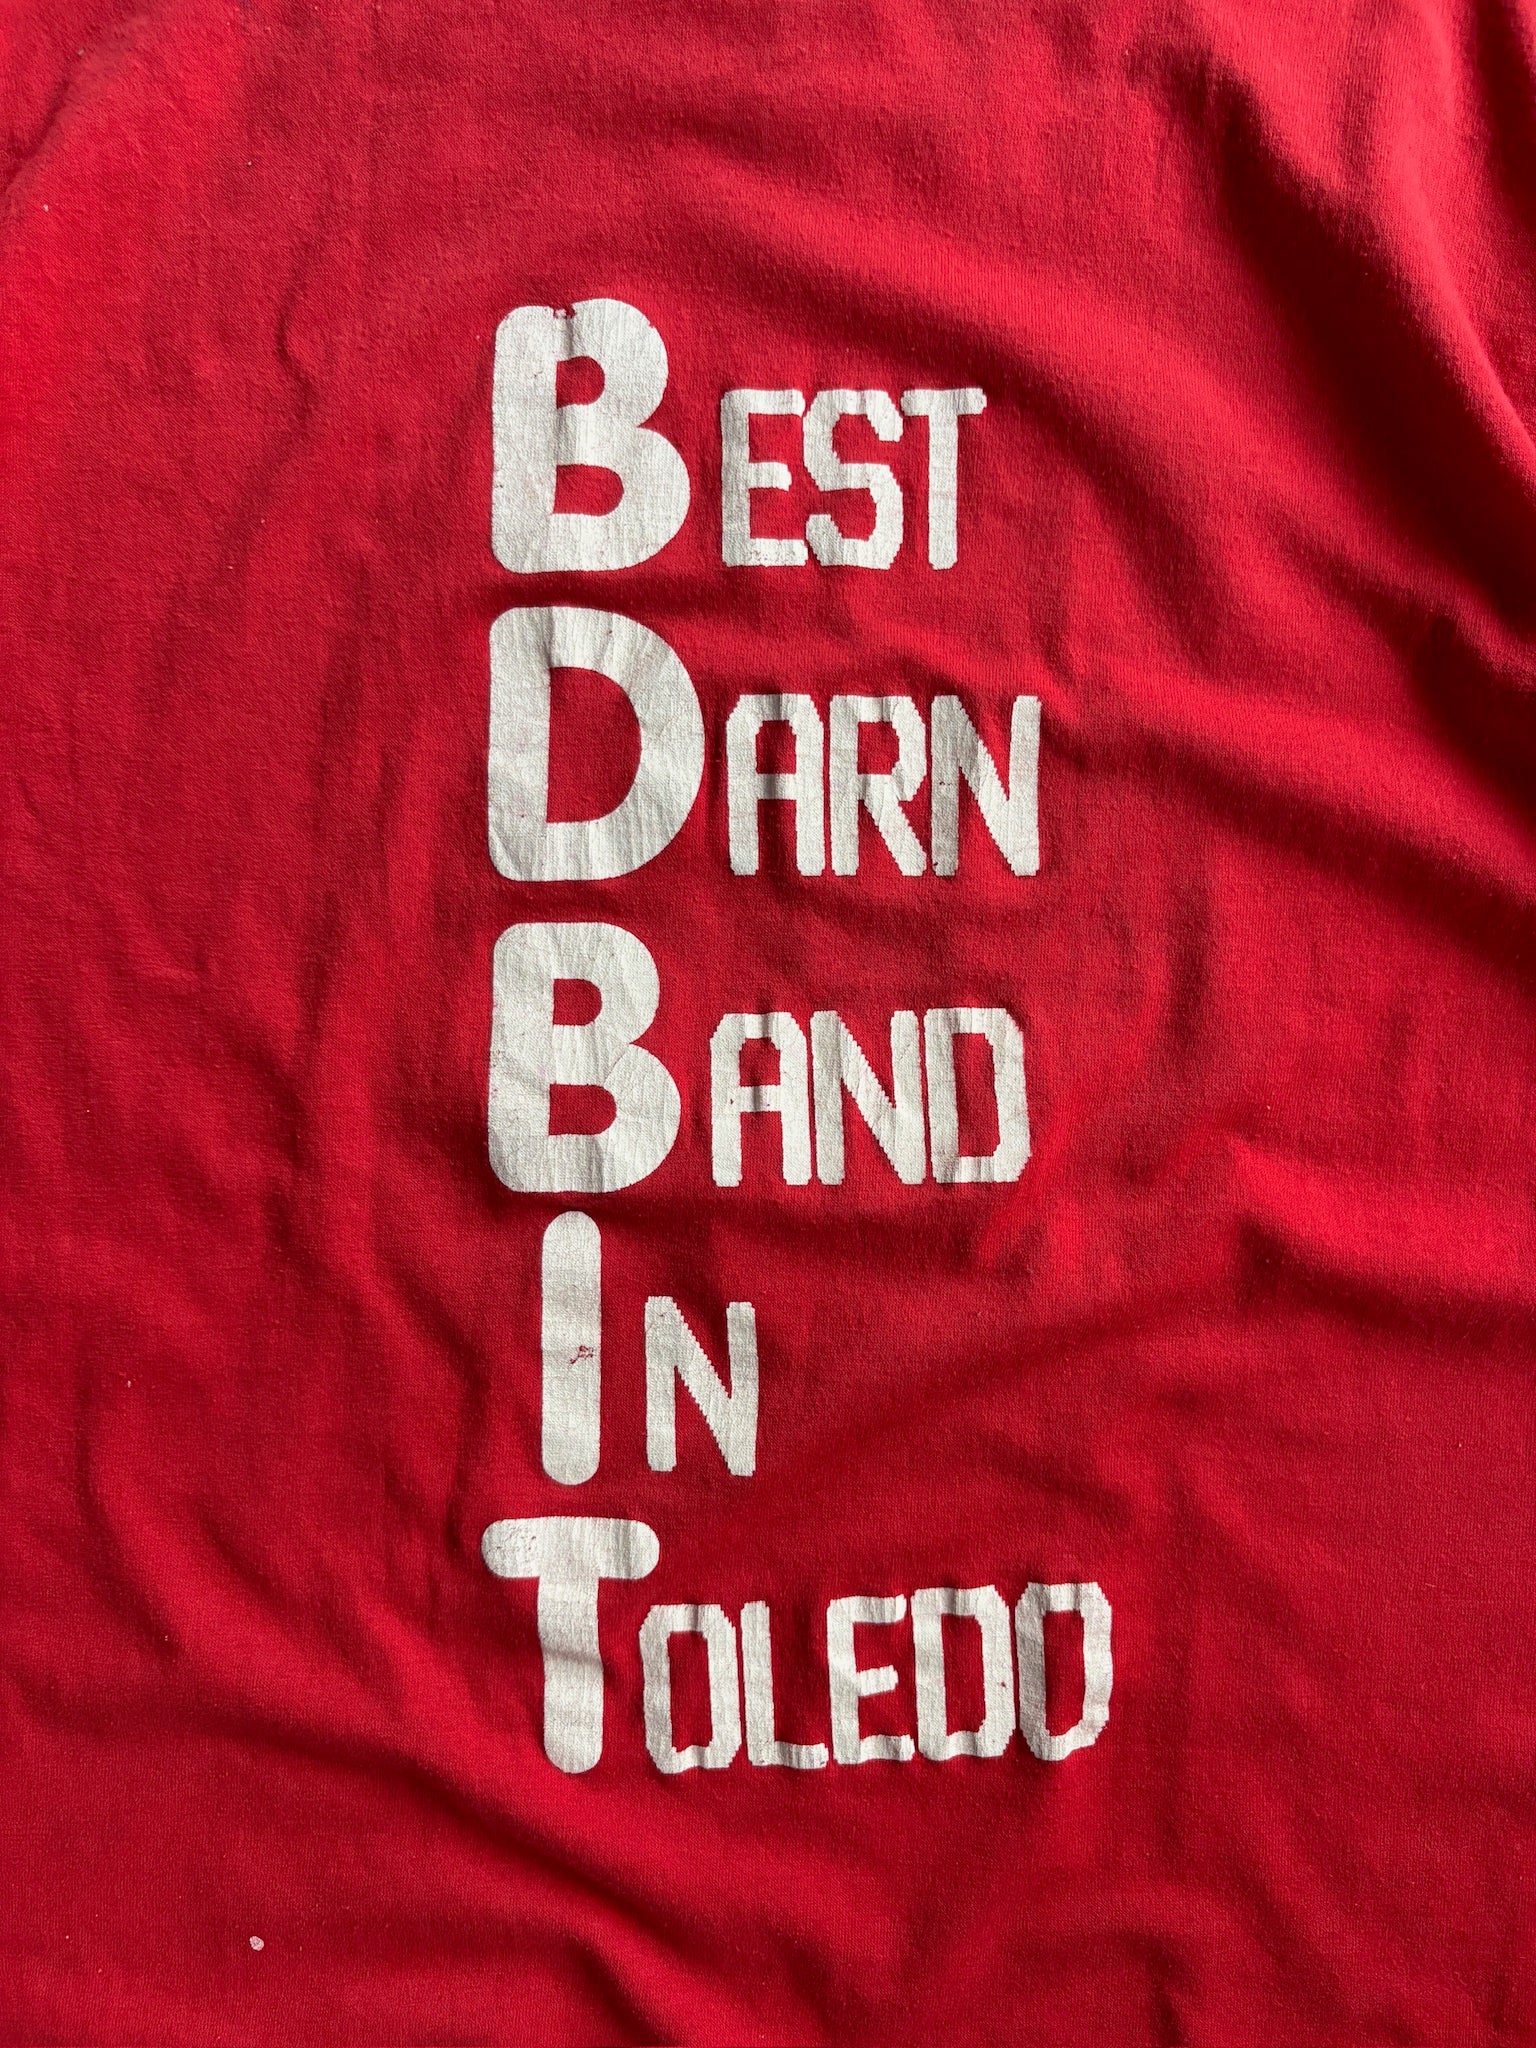 BEST
DARN
BAND
IN
TOLEDO